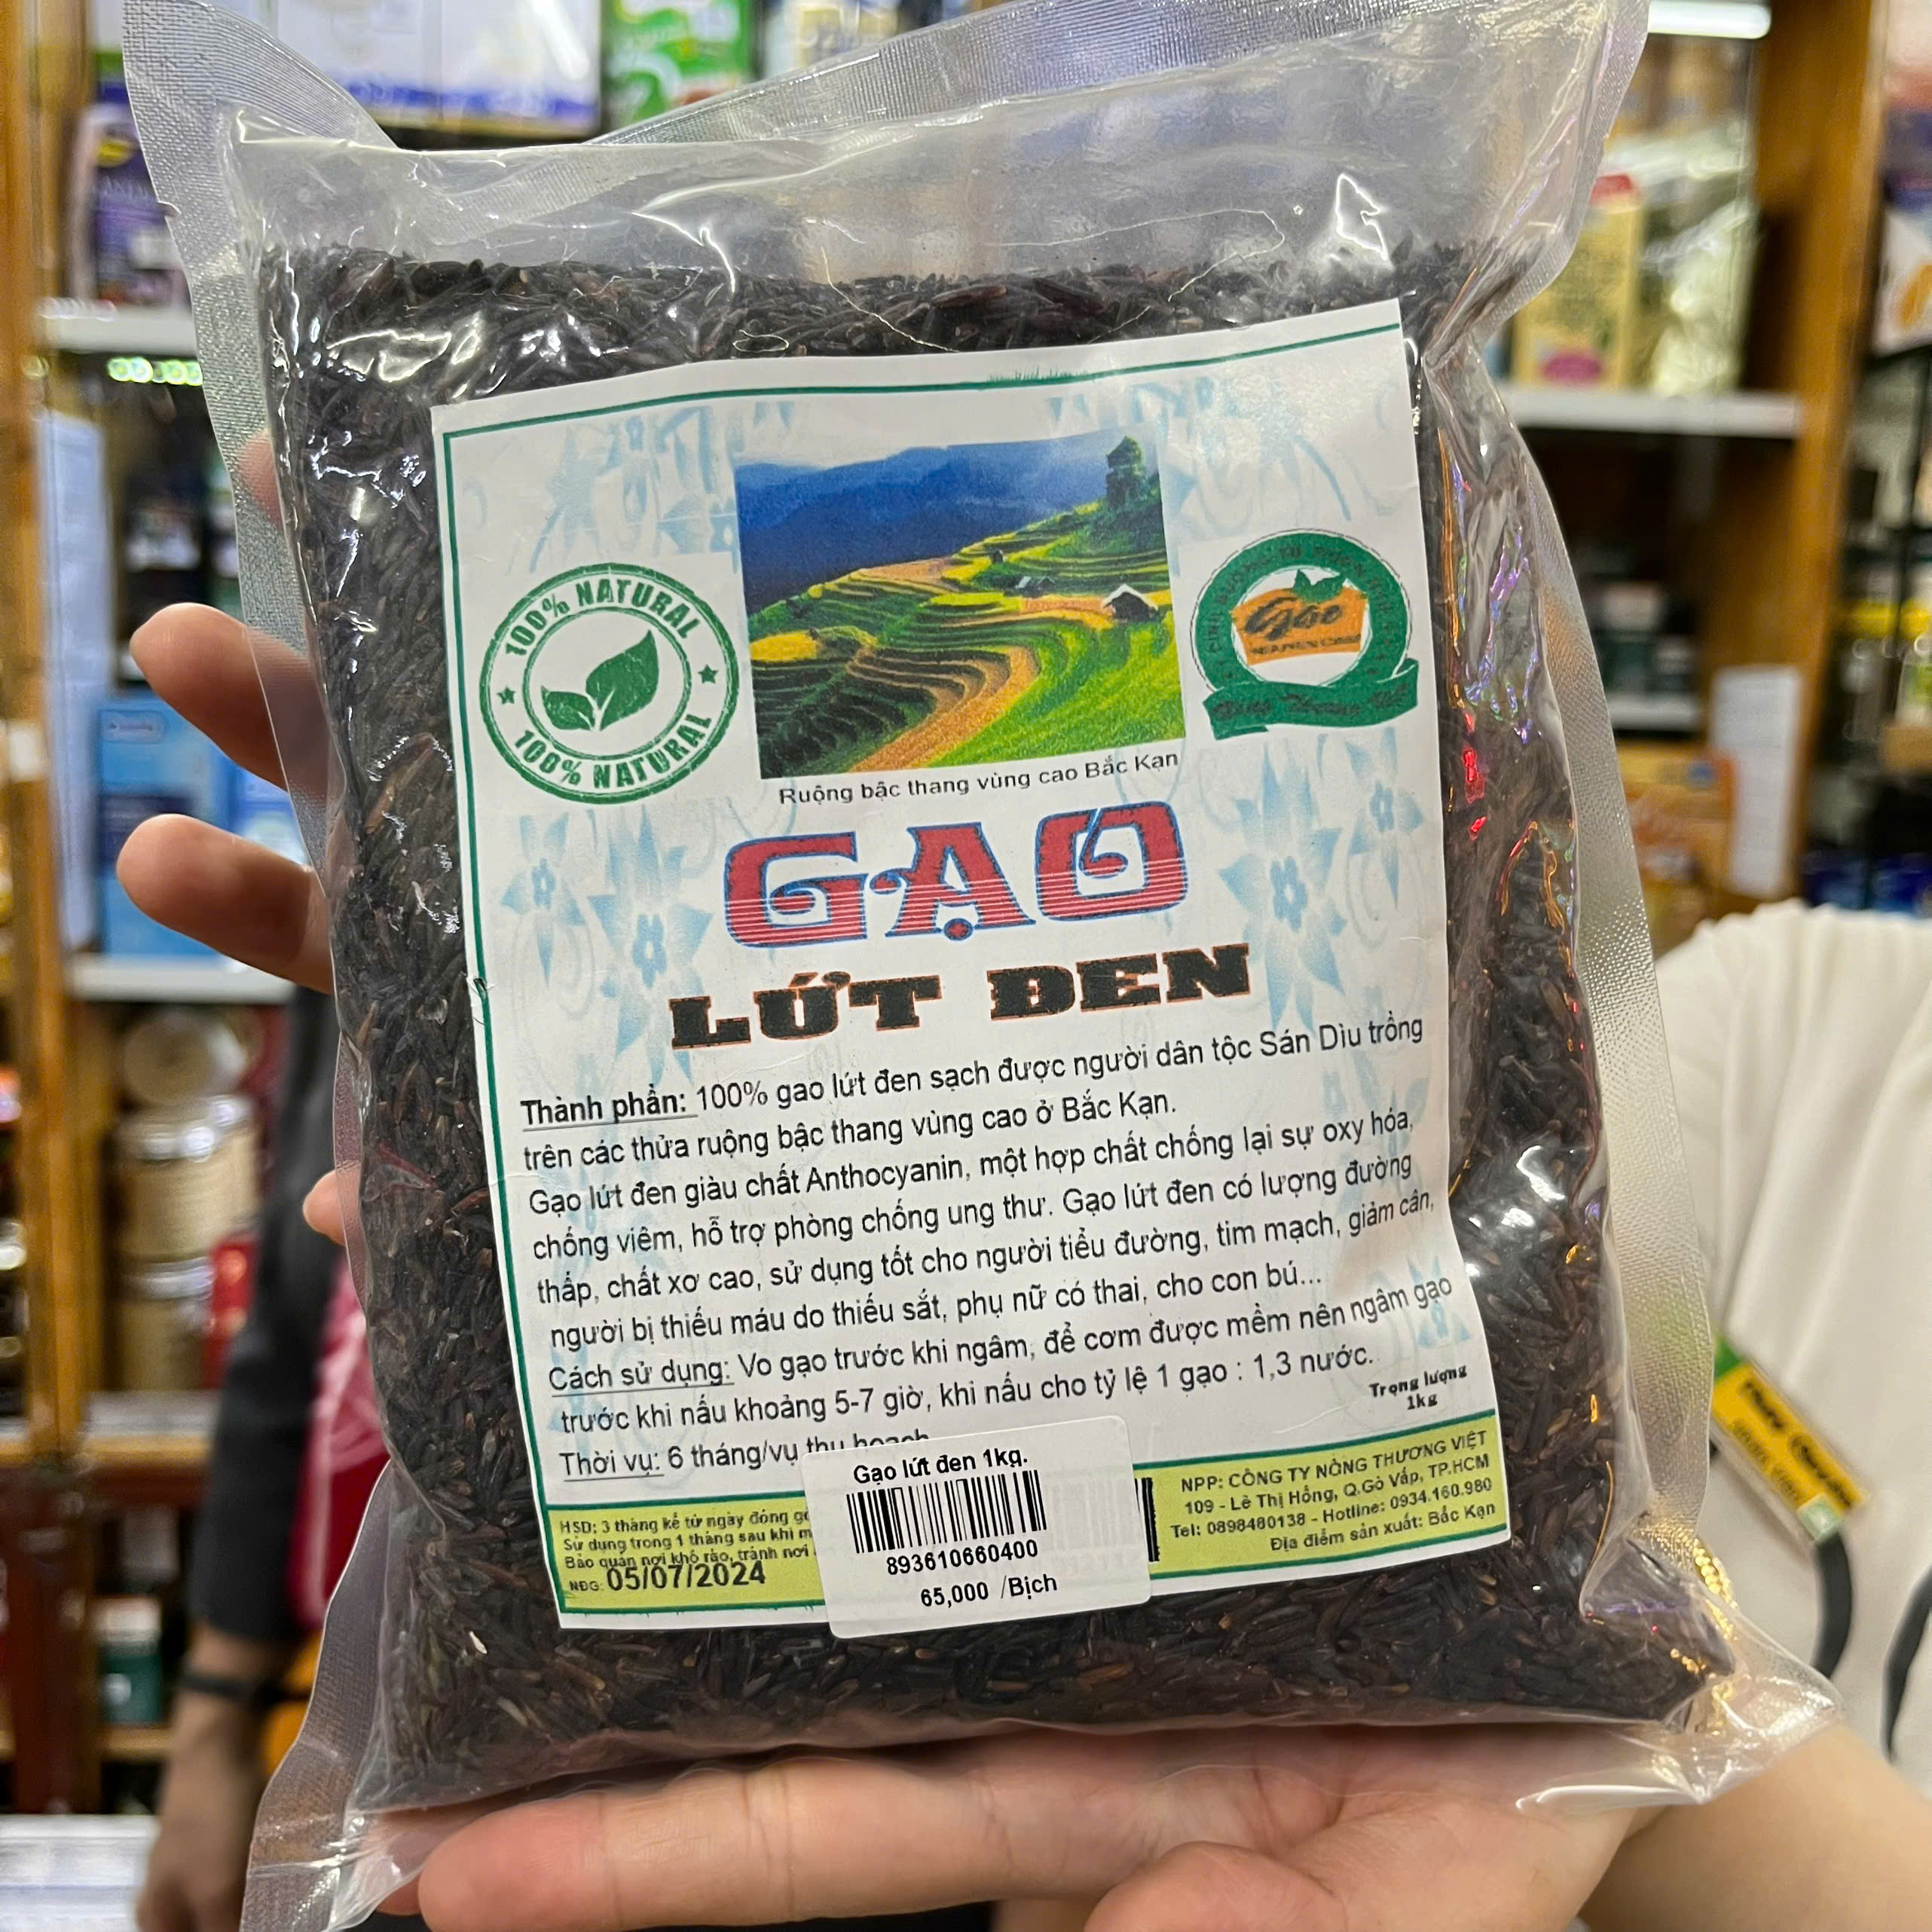 100% NATURAL
100% NATURAL
Gạo
Ruộng bậc thang vùng cao Bắc Kạn
GẠO
LỨT ĐEN
Thành phần: 100% gao lứt đen sạch được người dân tộc Sán Dìu trồng
trên các thửa ruộng bậc thang vùng cao ở Bắc Kạn.
Gạo lứt đen giàu chất Anthocyanin, một hợp chất chống lại sự oxy hóa,
chống viêm, hỗ trợ phòng chống ung thư. Gạo lứt đen có lượng đường
thấp, chất xơ cao, sử dụng tốt cho người tiểu đường, tim mạch, giảm cân,
người bị thiếu máu do thiếu sắt, phụ nữ có thai, cho con bú...
Cách sử dụng: Vo gạo trước khi ngâm, để cơm được mềm nên ngâm gạo
trước khi nấu khoảng 5-7 giờ, khi nấu cho tỷ lệ 1 gạo : 1,3 nước.
Trọng lượng
1kg
Thời vụ: 6 tháng/vụ thu hoạch
HSD: 3 tháng kể từ ngày đóng
Sử dụng trong 1 tháng sau khi
Bảo quản nơi khô ráo, tránh nơi
NĐG: 05/07/2024
Gạo lứt đen 1kg.
893610660400
65,000 /Bịch
NPP: CÔNG TY NÔNG THƯƠNG VIỆT
109 - Lê Thị Hồng, Q.Gò Vấp, TP.HCM
Tel: 0898480138 - Hotline: 0934.160.980
Địa điểm sản xuất: Bắc Kạn